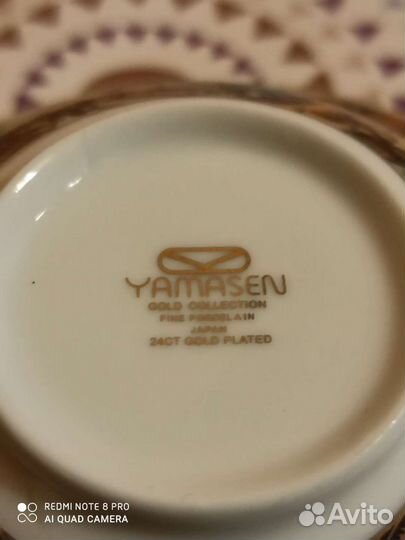 YAMASEN
GOLD COLLECTION
FINE PORCELAIN
JAPAN
24CT GOLD PLATED
REDMI NOTE 8 PRO
AI QUAD CAMERA
Avito